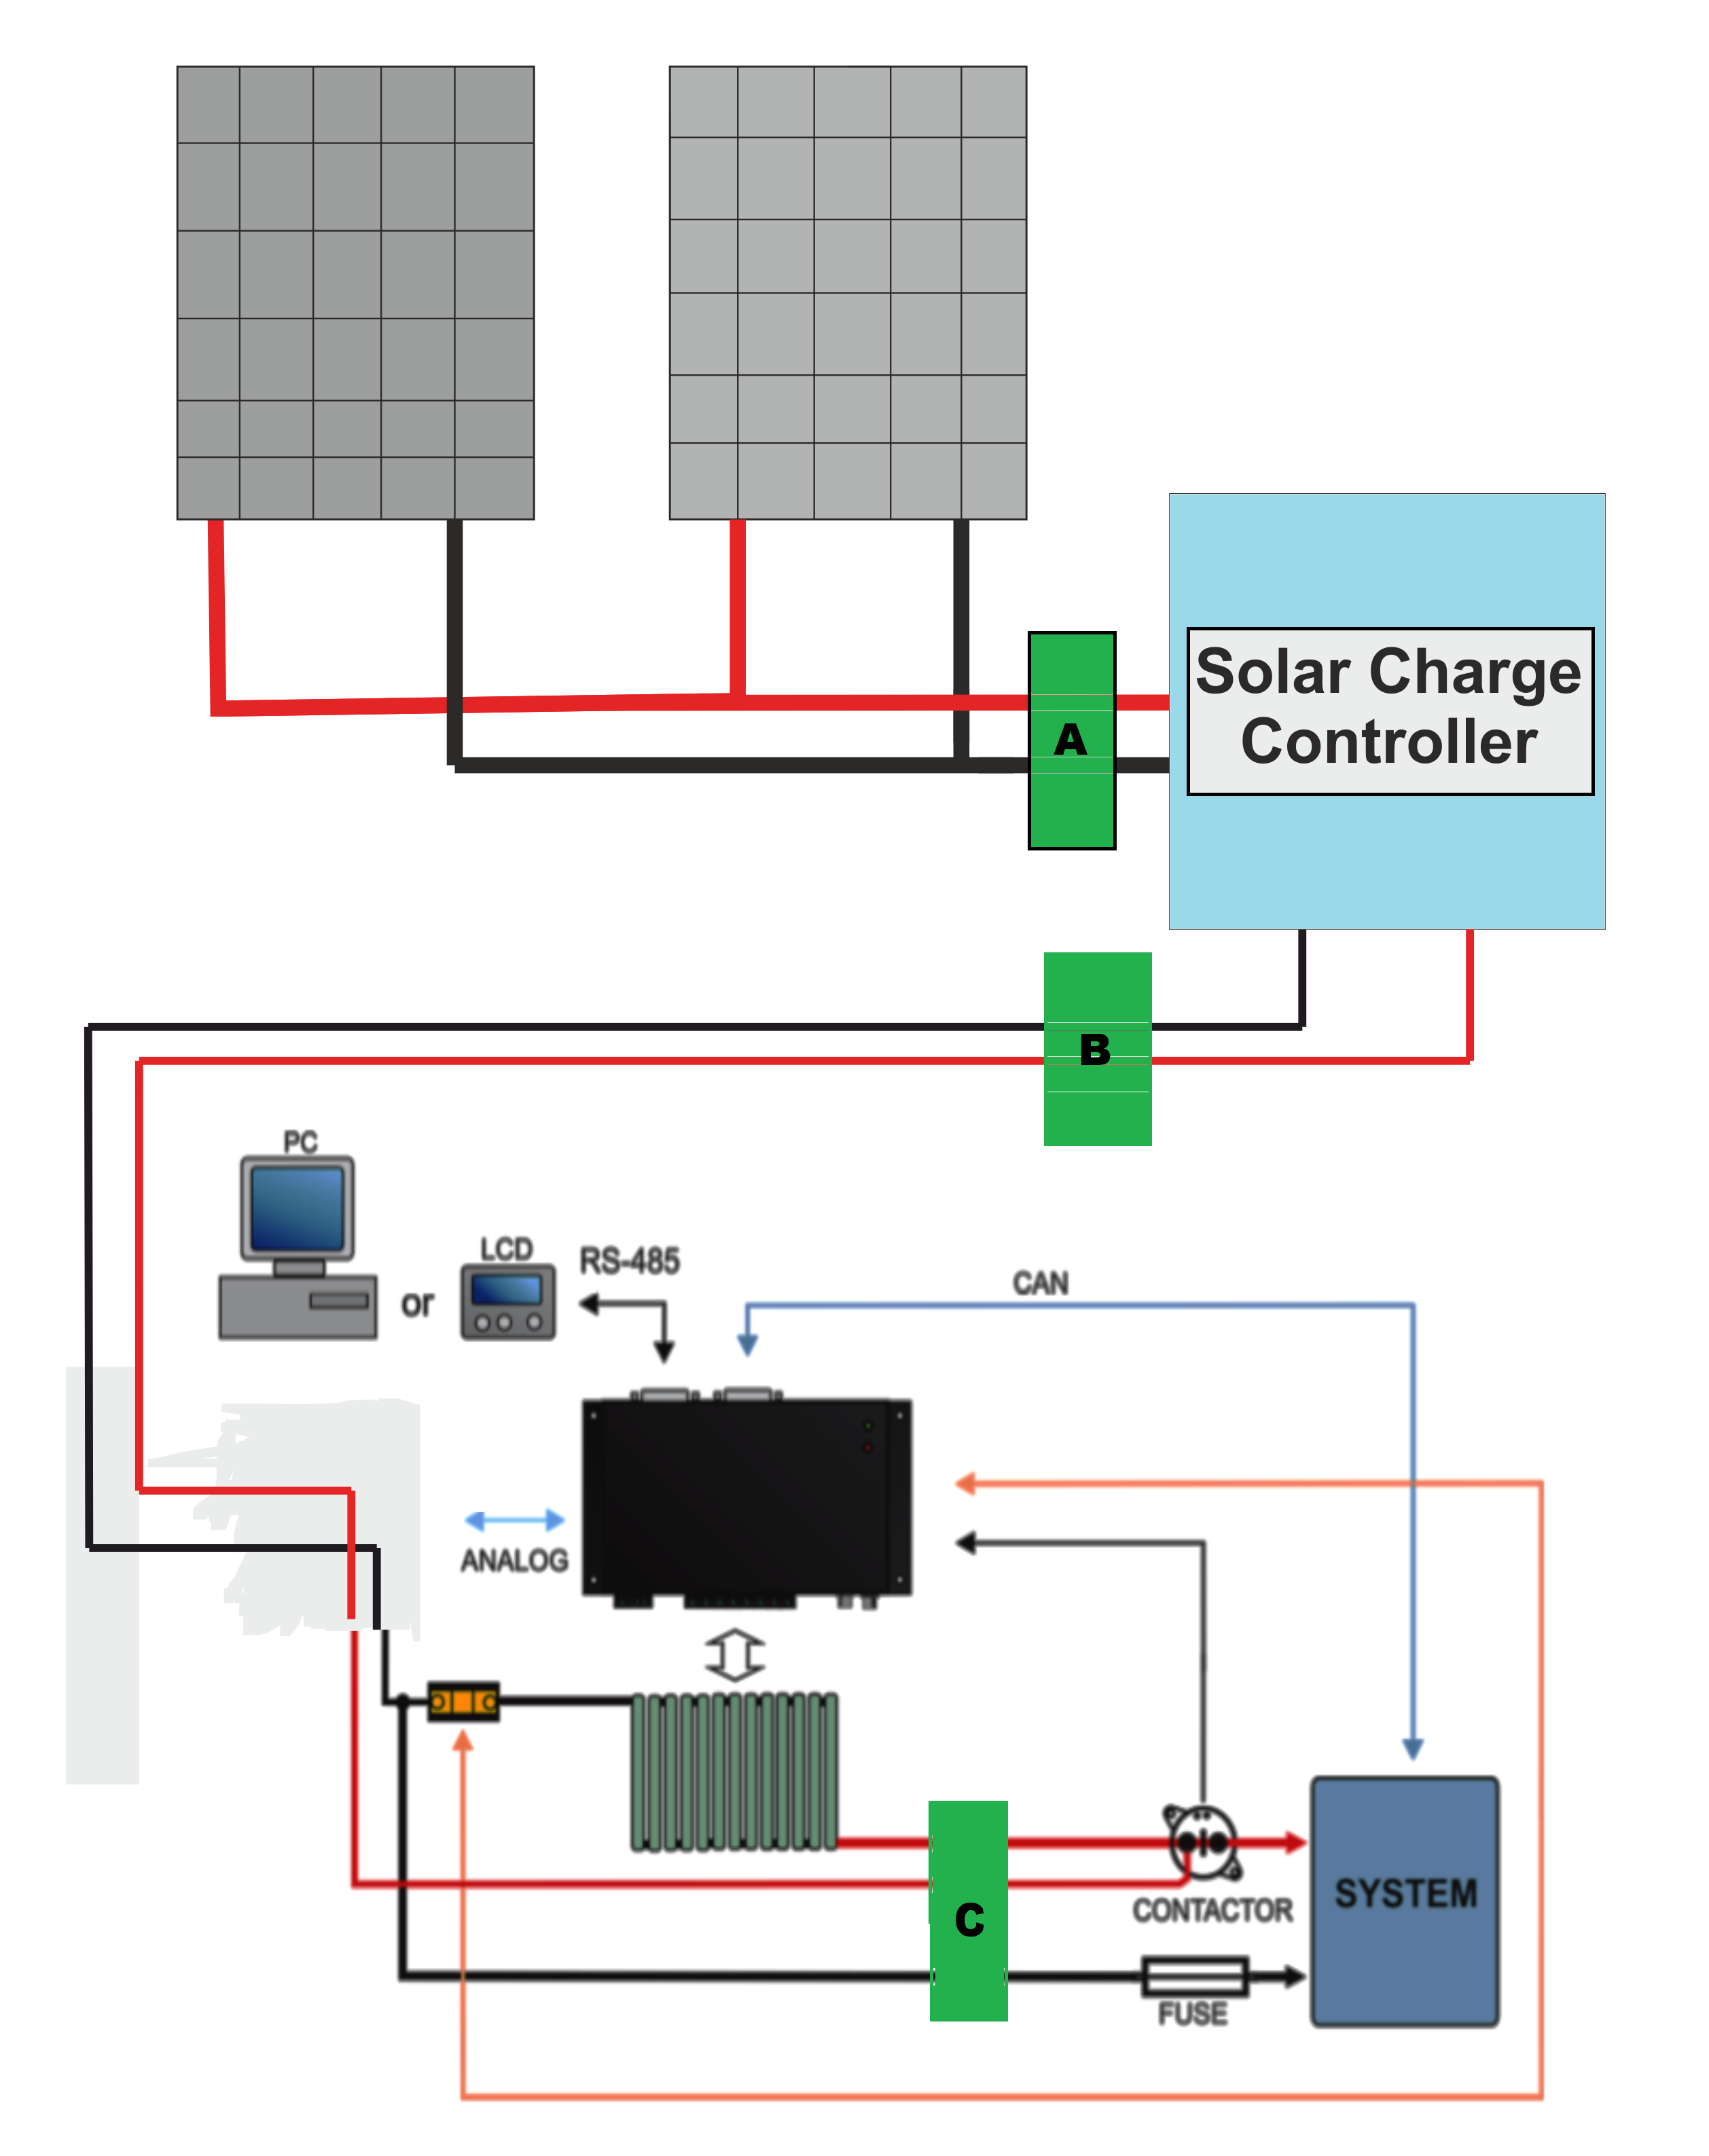 Solar Charge
Controller
A
B
PC
LCD
RS-485
or
CAN
ANALOG
C
CONTACTOR
SYSTEM
FUSE